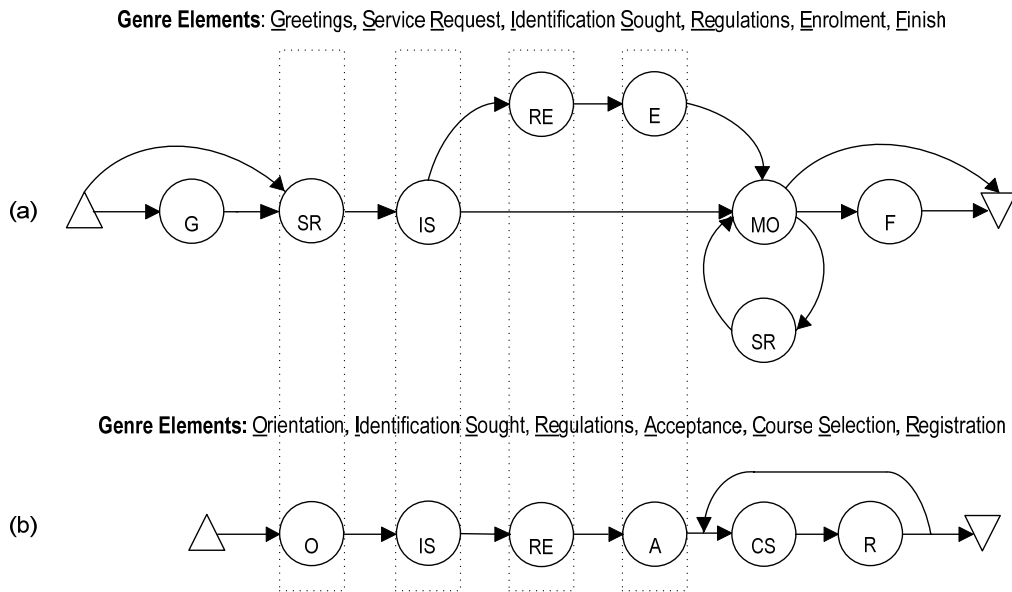 Genre Elements: Greetings, Service Request, Identification Sought, Regulations, Enrolment, Finish
RE E
(a) G SR IS MO F
SR
Genre Elements: Orientation, Identification Sought, Regulations, Acceptance, Course Selection, Registration
(b) O IS RE A CS R